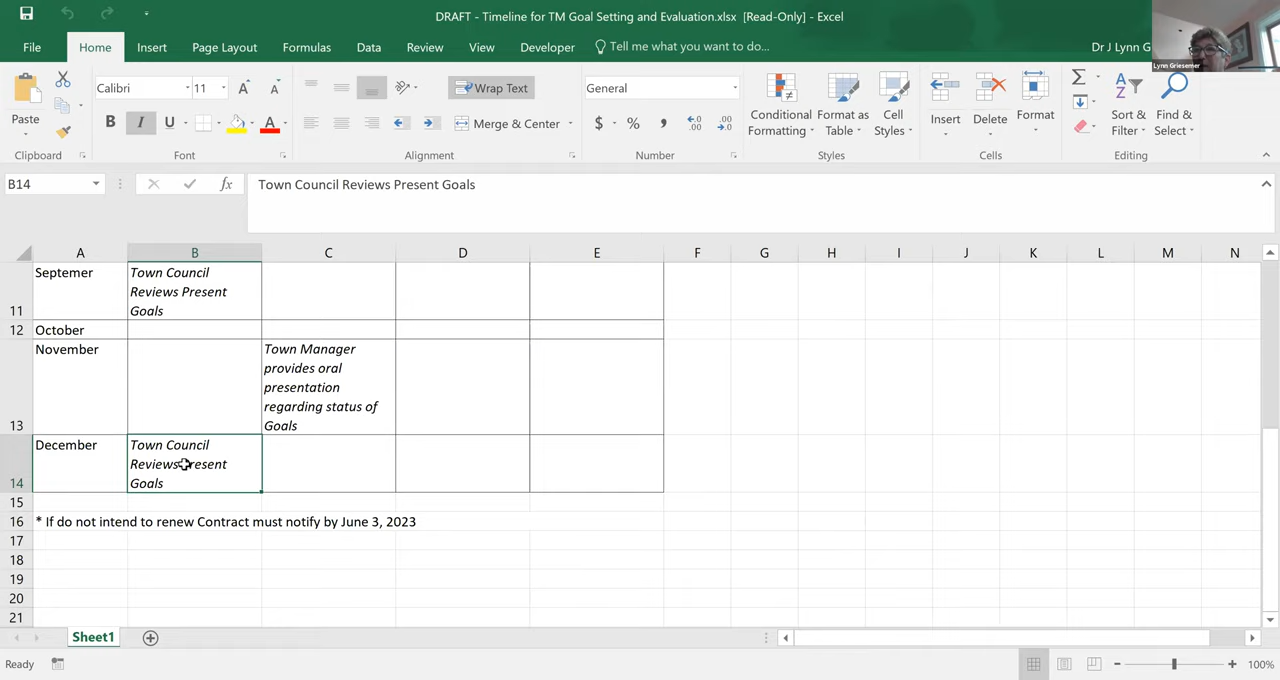 DRAFT - Timeline for TM Goal Setting and Evaluation.xlsx [Read-Only] - Excel
File Home Insert Page Layout Formulas Data Review View Developer Tell me what you want to do... Dr J Lynn G
Lynn Griesemer
Paste
Calibri 11
B I U
Wrap Text
Merge & Center
General
$ % , .00
Conditional Formatting
Format as Table
Cell Styles
Insert Delete Format
Sort & Filter
Find & Select
Clipboard Font Alignment Number Styles Cells Editing
B14 fx Town Council Reviews Present Goals
A B C D E F G H I J K L M N
11 Septemer Town Council
Reviews Present
Goals
12 October
13 November Town Manager
provides oral
presentation
regarding status of
Goals
14 December Town Council
Reviews Present
Goals
15
16 * If do not intend to renew Contract must notify by June 3, 2023
17
18
19
20
21
Sheet1
Ready 100%